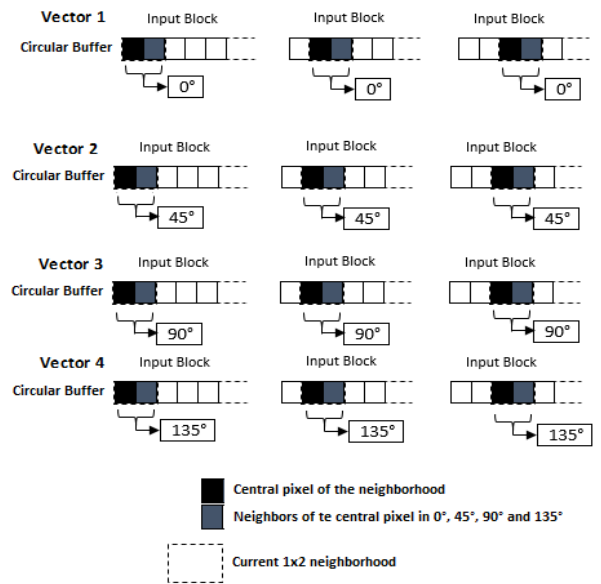 Vector 1 Input Block Input Block Input Block
Circular Buffer
0° 0° 0°
Vector 2 Input Block Input Block Input Block
Circular Buffer
45° 45° 45°
Vector 3 Input Block Input Block Input Block
Circular Buffer
90° 90° 90°
Vector 4 Input Block Input Block Input Block
Circular Buffer
135° 135° 135°
Central pixel of the neighborhood
Neighbors of te central pixel in 0°, 45°, 90° and 135°
Current 1x2 neighborhood